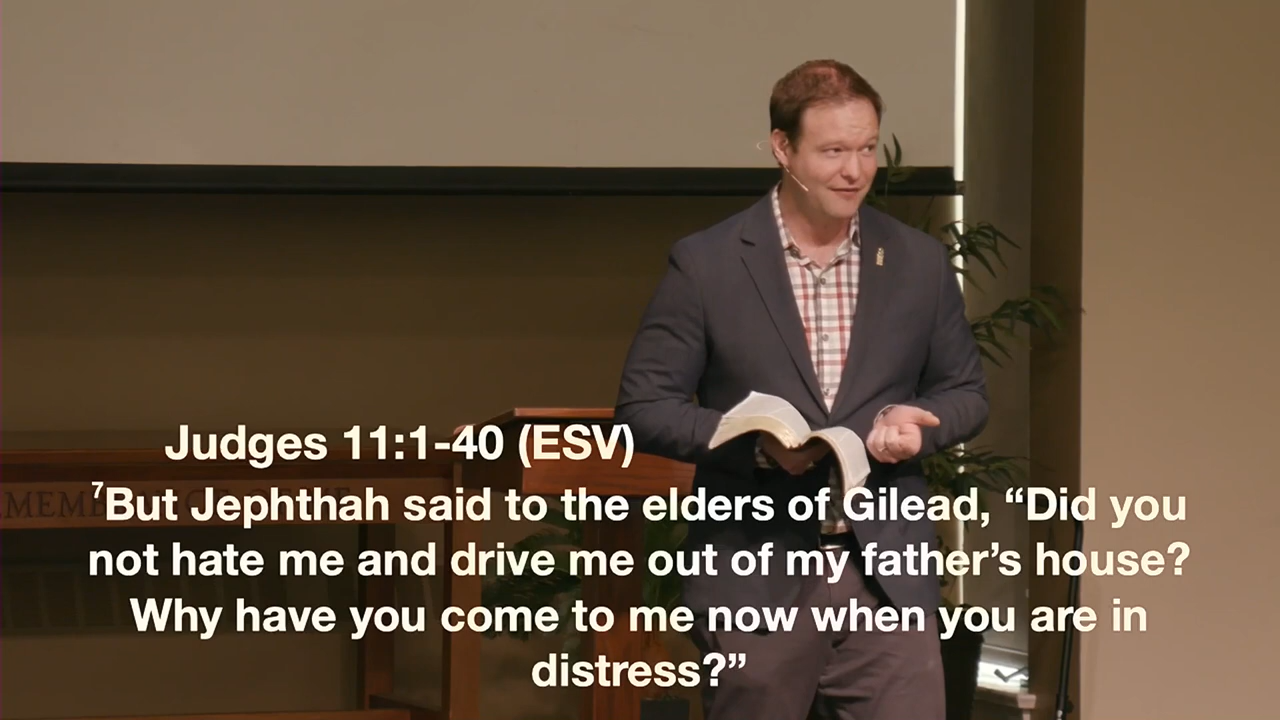 Judges 11:1-40 (ESV)
⁷But Jephthah said to the elders of Gilead, “Did you
not hate me and drive me out of my father’s house?
Why have you come to me now when you are in
distress?”